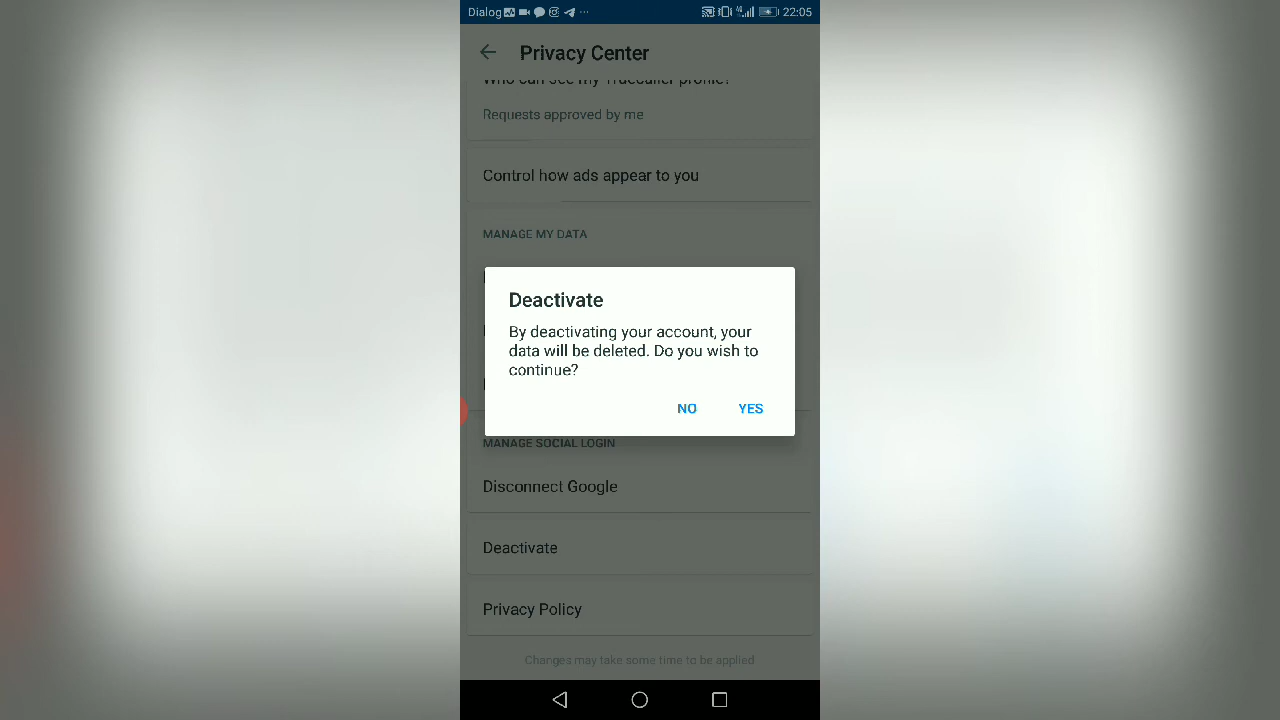 Dialog
22:05
Privacy Center
Who can see my Truecaller profile?
Requests approved by me
Control how ads appear to you
MANAGE MY DATA
Deactivate
By deactivating your account, your
data will be deleted. Do you wish to
continue?
NO YES
MANAGE SOCIAL LOGIN
Disconnect Google
Deactivate
Privacy Policy
Changes may take some time to be applied